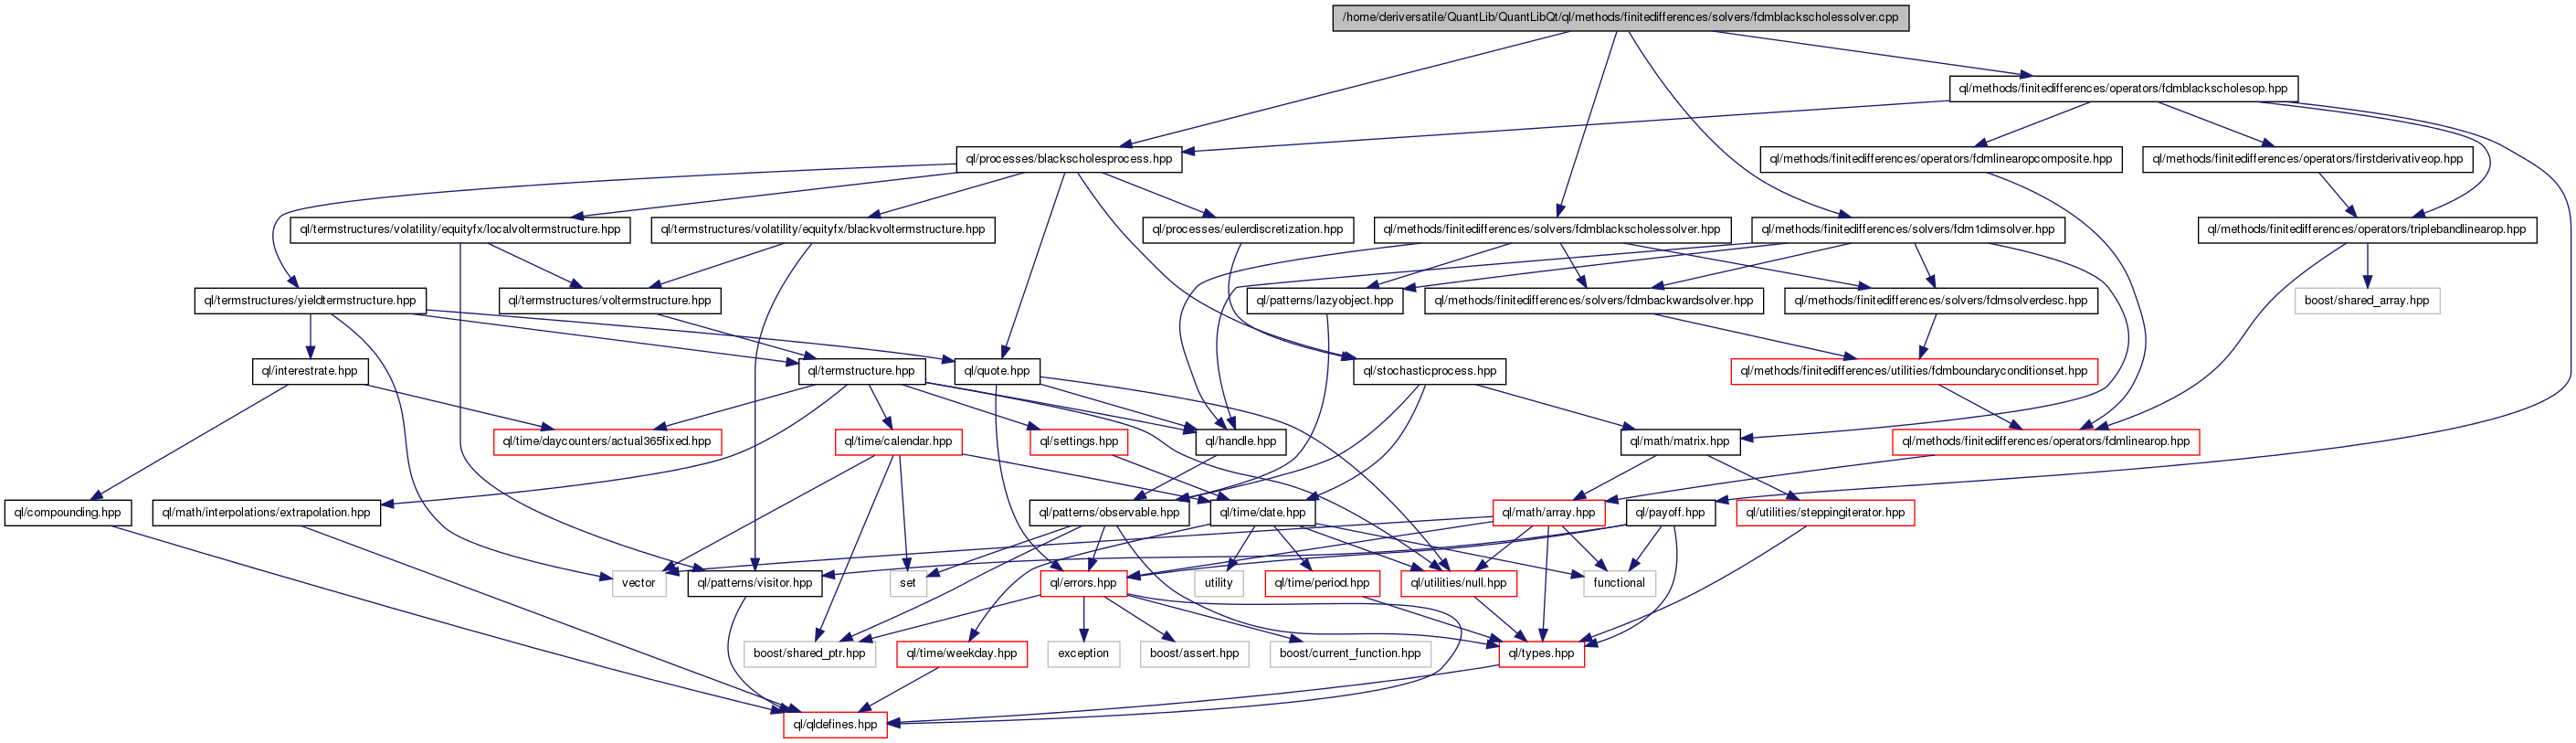 /home/deriversatile/QuantLib/QuantLibQt/ql/methods/finitedifferences/solvers/fdmblackscholessolver.cpp
ql/methods/finitedifferences/operators/fdmblackscholesop.hpp
ql/processes/blackscholesprocess.hpp
ql/methods/finitedifferences/operators/fdmlinearopcomposite.hpp
ql/methods/finitedifferences/operators/firstderivativeop.hpp
ql/termstructures/volatility/equityfx/localvoltermstructure.hpp
ql/termstructures/volatility/equityfx/blackvoltermstructure.hpp
ql/processes/eulerdiscretization.hpp
ql/methods/finitedifferences/solvers/fdmblackscholessolver.hpp
ql/methods/finitedifferences/solvers/fdm1dimsolver.hpp
ql/methods/finitedifferences/operators/triplebandlinearop.hpp
ql/termstructures/yieldtermstructure.hpp
ql/termstructures/voltermstructure.hpp
ql/patterns/lazyobject.hpp
ql/methods/finitedifferences/solvers/fdmbackwardsolver.hpp
ql/methods/finitedifferences/solvers/fdmsolverdesc.hpp
boost/shared_array.hpp
ql/interestrate.hpp
ql/termstructure.hpp
ql/quote.hpp
ql/stochasticprocess.hpp
ql/methods/finitedifferences/utilities/fdmboundaryconditionset.hpp
ql/time/daycounters/actual365fixed.hpp
ql/time/calendar.hpp
ql/settings.hpp
ql/handle.hpp
ql/math/matrix.hpp
ql/methods/finitedifferences/operators/fdmlinearop.hpp
ql/compounding.hpp
ql/math/interpolations/extrapolation.hpp
ql/patterns/observable.hpp
ql/time/date.hpp
ql/math/array.hpp
ql/payoff.hpp
ql/utilities/steppingiterator.hpp
vector
ql/patterns/visitor.hpp
set
ql/errors.hpp
utility
ql/time/period.hpp
ql/utilities/null.hpp
functional
boost/shared_ptr.hpp
ql/time/weekday.hpp
exception
boost/assert.hpp
boost/current_function.hpp
ql/types.hpp
ql/qldefines.hpp